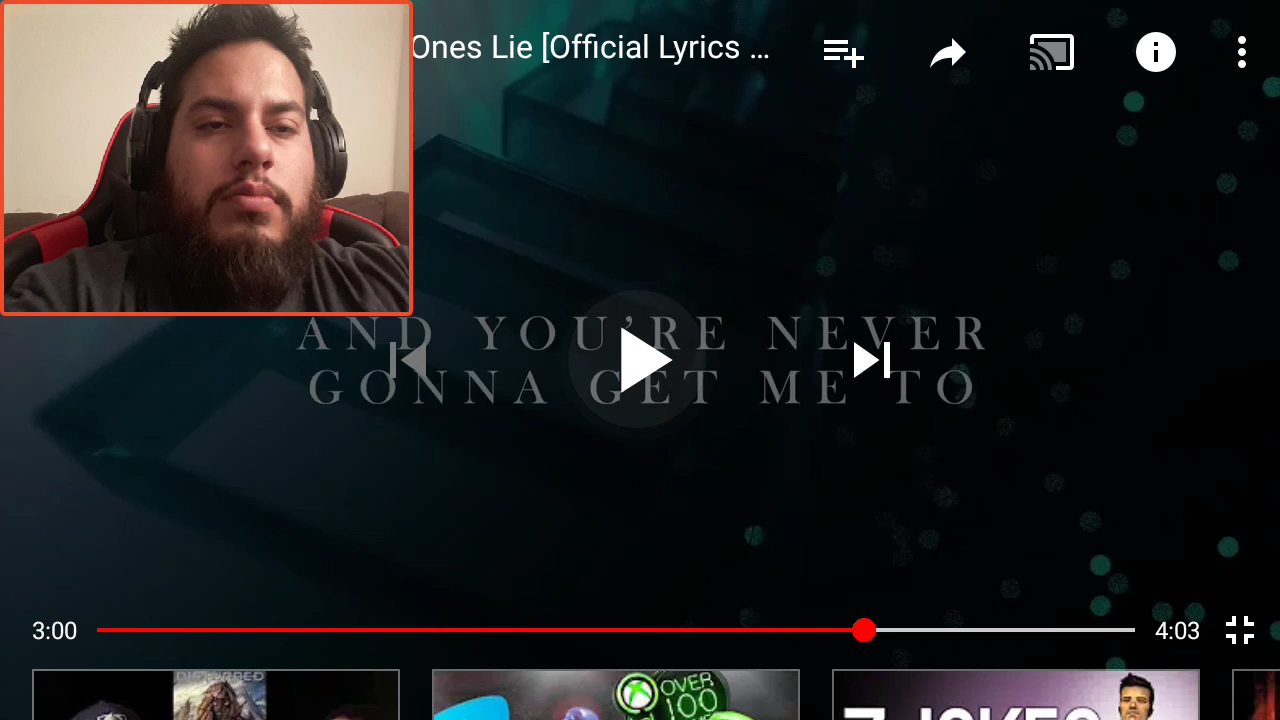 Ones Lie [Official Lyrics ...
AND YOU'RE NEVER
GONNA GET ME TO
3:00
4:03
DISTURBED
OVER
100